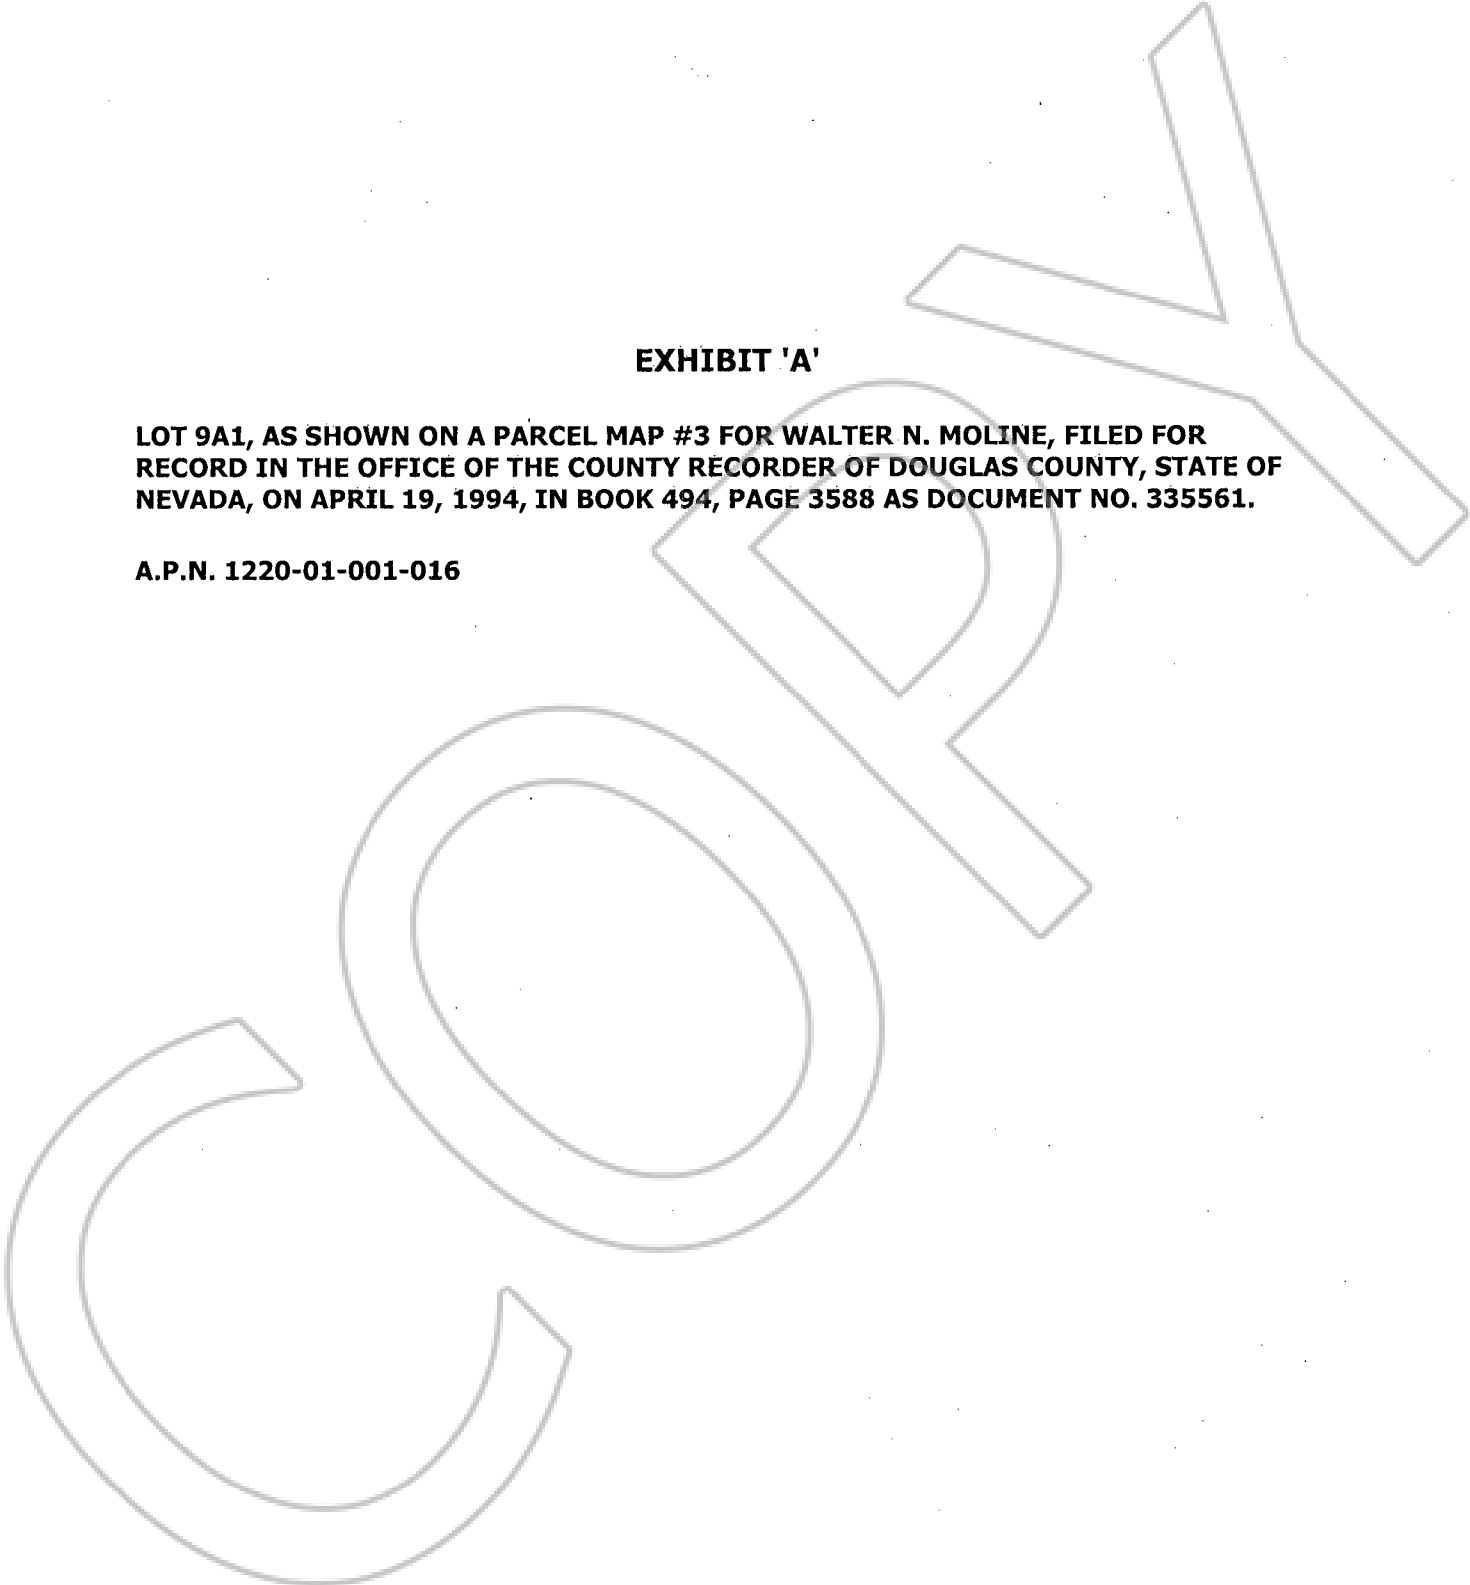 EXHIBIT 'A'
LOT 9A1, AS SHOWN ON A PARCEL MAP #3 FOR WALTER N. MOLINE, FILED FOR
RECORD IN THE OFFICE OF THE COUNTY RECORDER OF DOUGLAS COUNTY, STATE OF
NEVADA, ON APRIL 19, 1994, IN BOOK 494, PAGE 3588 AS DOCUMENT NO. 335561.
A.P.N. 1220-01-001-016
COPY